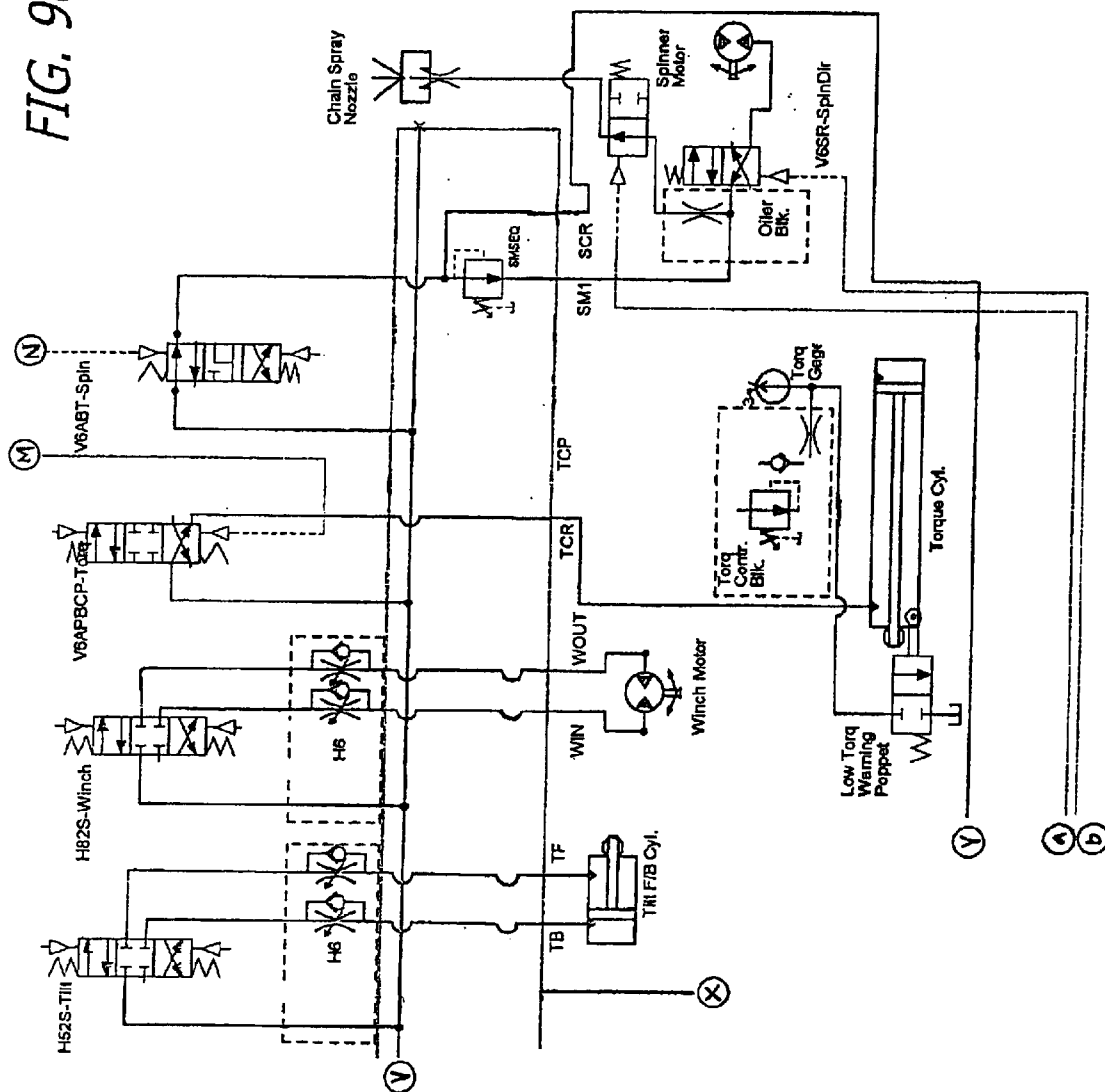 FIG. 9
Chain Spray
Nozzle
Spinner
Motor
V6SR-SpinDir
Oiler
Blk.
SMSEQ
SCR
SM1
N
V6ABT-Spin
M
TCP
V6APBCP-Torq
TCR
Torq
Gage
Torq
Contr.
Blk.
Torque Cyl.
H82S-Winch
H6
WOUT
WIN
Winch Motor
Low Torq
Warning
Poppet
H52S-Tilt
H6
TF
TB
Tilt F/B Cyl.
V
X
Y
A
b